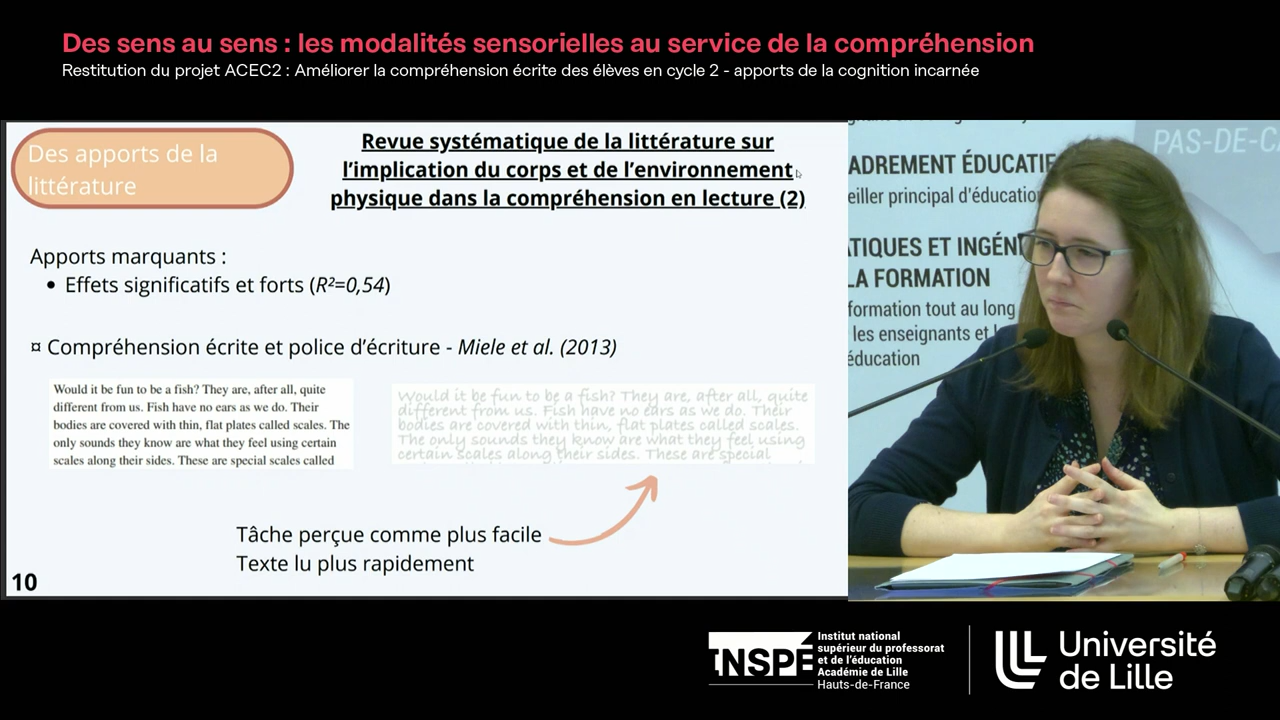 Des sens au sens : les modalités sensorielles au service de la compréhension
Restitution du projet ACEC2 : Améliorer la compréhension écrite des élèves en cycle 2 - apports de la cognition incarnée
Des apports de la
littérature
Revue systématique de la littérature sur
l'implication du corps et de l'environnement
physique dans la compréhension en lecture (2)
Apports marquants :
• Effets significatifs et forts (R²=0,54)
¤ Compréhension écrite et police d'écriture - Miele et al. (2013)
Would it be fun to be a fish? They are, after all, quite
different from us. Fish have no ears as we do. Their
bodies are covered with thin, flat plates called scales. The
only sounds they know are what they feel using certain
scales along their sides. These are special scales called
Would it be fun to be a fish? They are, after all, quite
different from us. Fish have no ears as we do. Their
bodies are covered with thin, flat plates called scales.
The only sounds they know are what they feel using
certain scales along their sides. These are special
Tâche perçue comme plus facile
Texte lu plus rapidement
10
PAS-DE-CA
ADREMENT ÉDUCATIF
eiller principal d'éducation
TIQUES ET INGÉN
LA FORMATION
formation tout au long
les enseignants et l
éducation
INSPÉ
Institut national
supérieur du professorat
et de l'éducation
Académie de Lille
Hauts-de-France
Université
de Lille